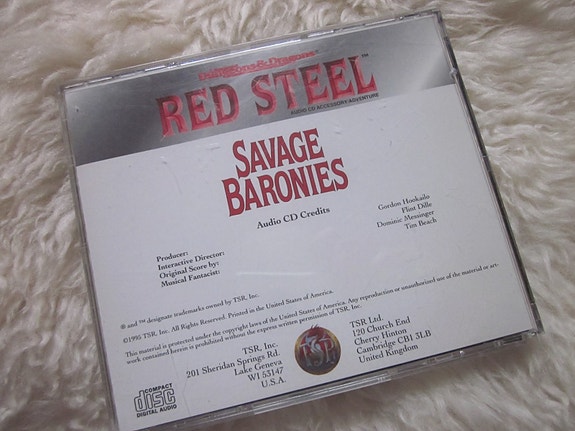 Advanced Dungeons & Dragons®
RED STEEL™
AUDIO CD ACCESSORY/ADVENTURE
SAVAGE
BARONIES
Audio CD Credits
Producer: Gordon Hookailo
Interactive Director: Flint Dille
Original Score by: Dominic Messinger
Musical Fantacist: Tim Beach
® and ™ designate trademarks owned by TSR, Inc.
©1995 TSR, Inc. All Rights Reserved. Printed in the United States of America.
This material is protected under the copyright laws of the United States of America. Any reproduction or unauthorized use of the material or art-
work contained herein is prohibited without the express written permission of TSR, Inc.
TSR, Inc.
201 Sheridan Springs Rd.
Lake Geneva
WI 53147
U.S.A.
TSR
TSR Ltd.
120 Church End
Cherry Hinton
Cambridge CB1 3LB
United Kingdom
COMPACT
disc
DIGITAL AUDIO